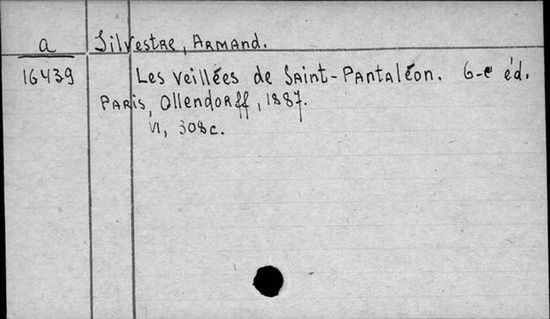 a Silvestre, Armand.
16439 Les veillées de Saint-Pantaléon. 6-e éd.
Paris, Ollendorff, 1887.
VI, 308c.